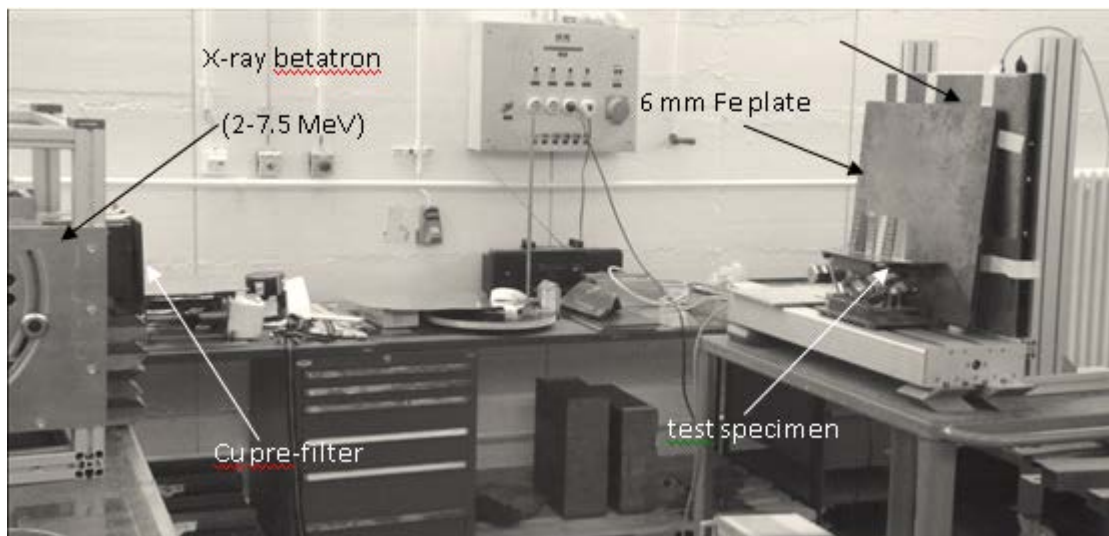 X-ray betatron
(2-7.5 MeV)
6 mm Fe plate
test specimen
Cu pre-filter